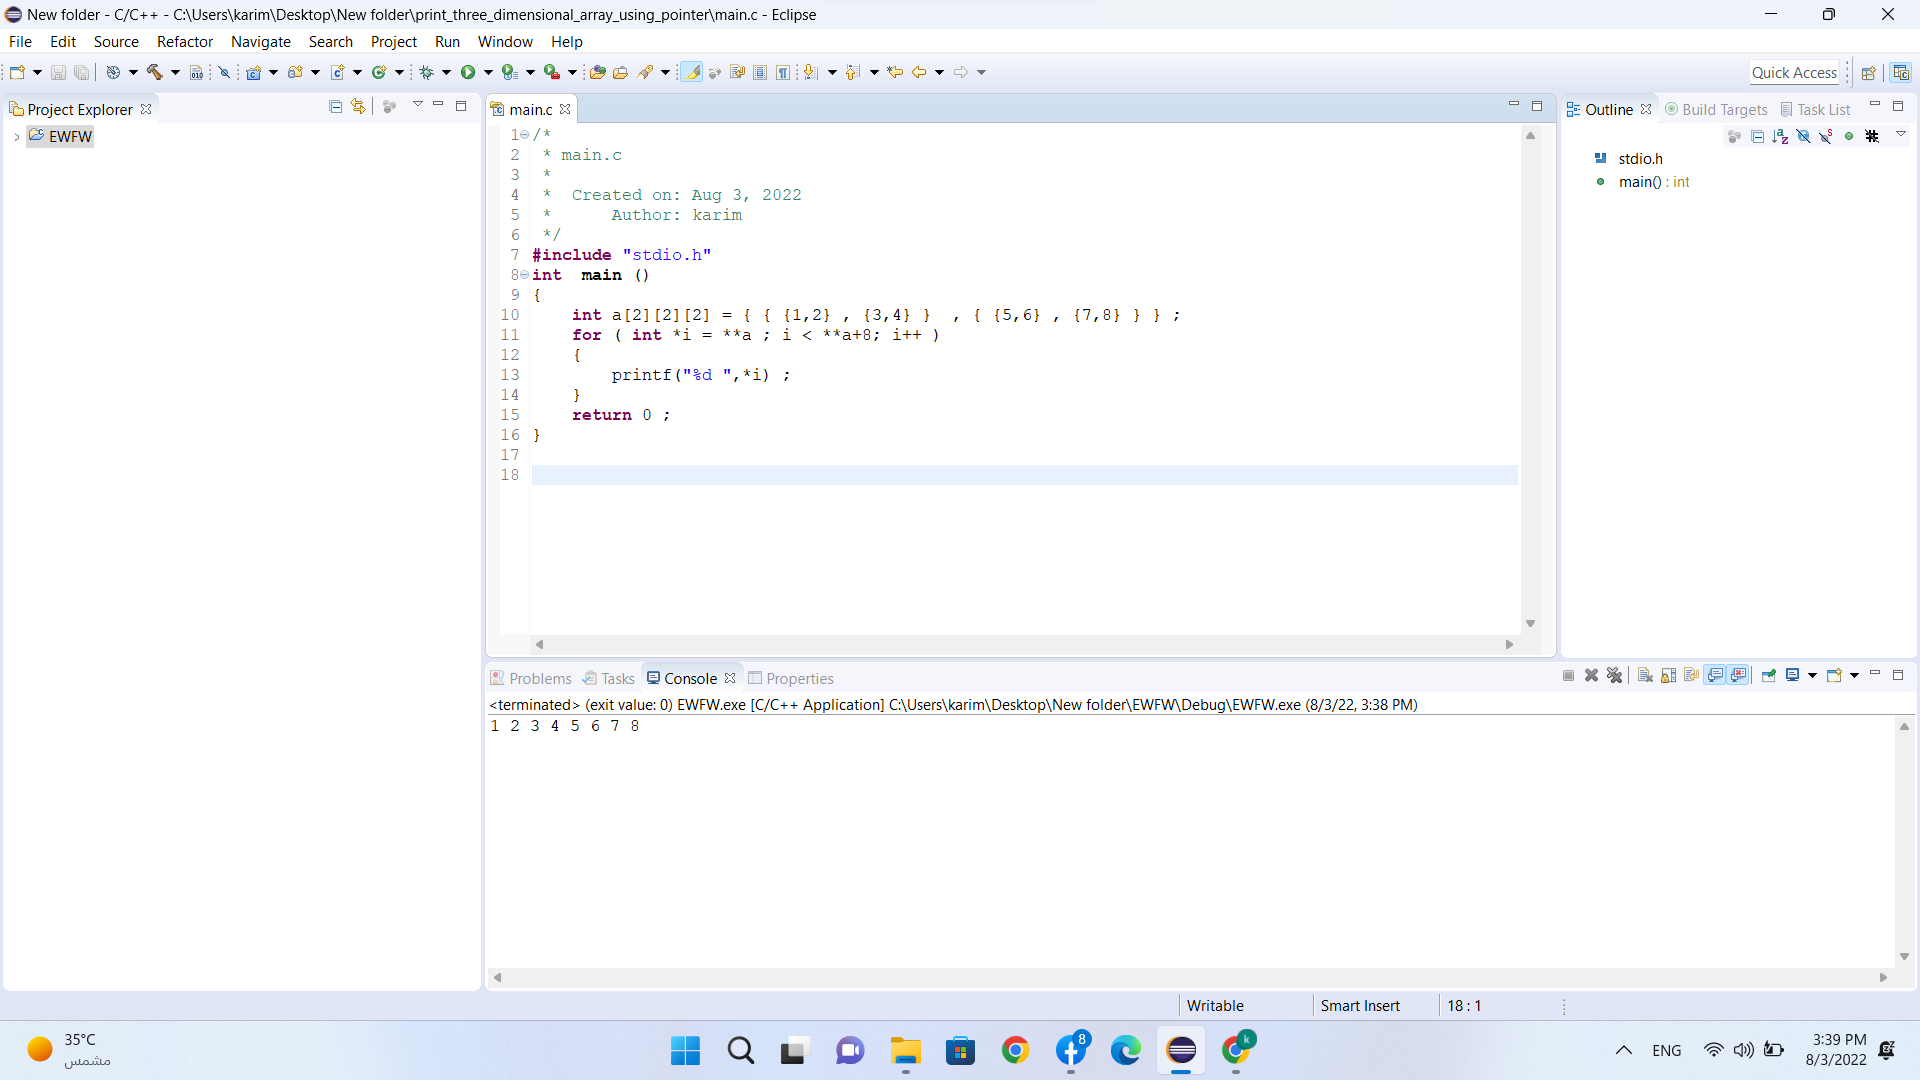 New folder - C/C++ - C:\Users\karim\Desktop\New folder\print_three_dimensional_array_using_pointer\main.c - Eclipse
File Edit Source Refactor Navigate Search Project Run Window Help
Quick Access
Project Explorer
EWFW
main.c
1 /*
2 * main.c
3 *
4 * Created on: Aug 3, 2022
5 * Author: karim
6 */
7 #include "stdio.h"
8 int main ()
9 {
10 int a[2][2][2] = { { {1,2} , {3,4} } , { {5,6} , {7,8} } } ;
11 for ( int *i = **a ; i < **a+8; i++ )
12 {
13 printf("%d ",*i) ;
14 }
15 return 0 ;
16 }
17
18
Outline Build Targets Task List
stdio.h
main() : int
Problems Tasks Console Properties
<terminated> (exit value: 0) EWFW.exe [C/C++ Application] C:\Users\karim\Desktop\New folder\EWFW\Debug\EWFW.exe (8/3/22, 3:38 PM)
1 2 3 4 5 6 7 8
Writable Smart Insert 18 : 1
35°C
مشمس
8
k
ENG
3:39 PM
8/3/2022